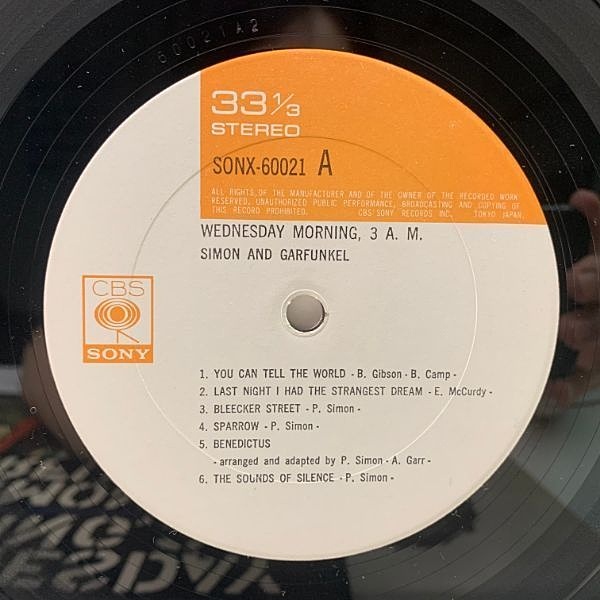 60021A2
33 1/3
STEREO
SONX-60021 A
ALL RIGHTS OF THE MANUFACTURER AND OF THE OWNER OF THE RECORDED WORK
RESERVED. UNAUTHORIZED PUBLIC PERFORMANCE, BROADCASTING AND COPYING OF
THIS RECORD PROHIBITED. CBS/SONY RECORDS INC. TOKYO JAPAN.
WEDNESDAY MORNING, 3 A. M.
SIMON AND GARFUNKEL
CBS
SONY
1. YOU CAN TELL THE WORLD - B. Gibson - B. Camp -
2. LAST NIGHT I HAD THE STRANGEST DREAM - E. McCurdy -
3. BLEECKER STREET - P. Simon -
4. SPARROW - P. Simon -
5. BENEDICTUS
- arranged and adapted by P. Simon - A. Garr -
6. THE SOUNDS OF SILENCE - P. Simon -